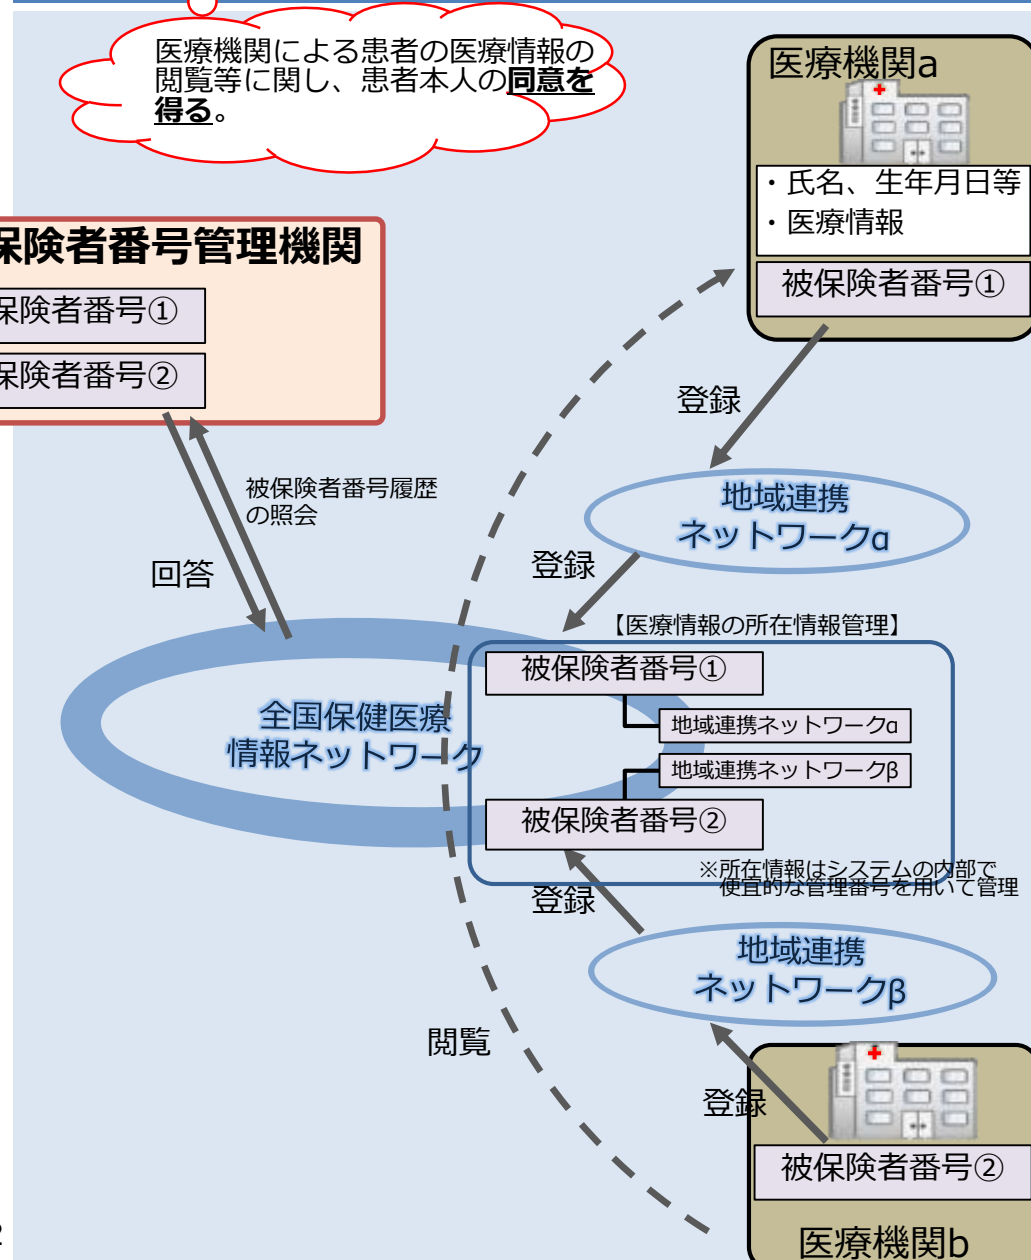 医療機関による患者の医療情報の
閲覧等に関し、患者本人の同意を
得る。
医療機関a
・氏名、生年月日等
・医療情報
被保険者番号①
保険者番号管理機関
保険者番号①
保険者番号②
登録
被保険者番号履歴
の照会
回答
地域連携
ネットワークα
登録
【医療情報の所在情報管理】
被保険者番号①
地域連携ネットワークα
全国保健医療
情報ネットワーク
地域連携ネットワークβ
被保険者番号②
※所在情報はシステムの内部で
便宜的な管理番号を用いて管理
登録
地域連携
ネットワークβ
閲覧
登録
被保険者番号②
医療機関b
2